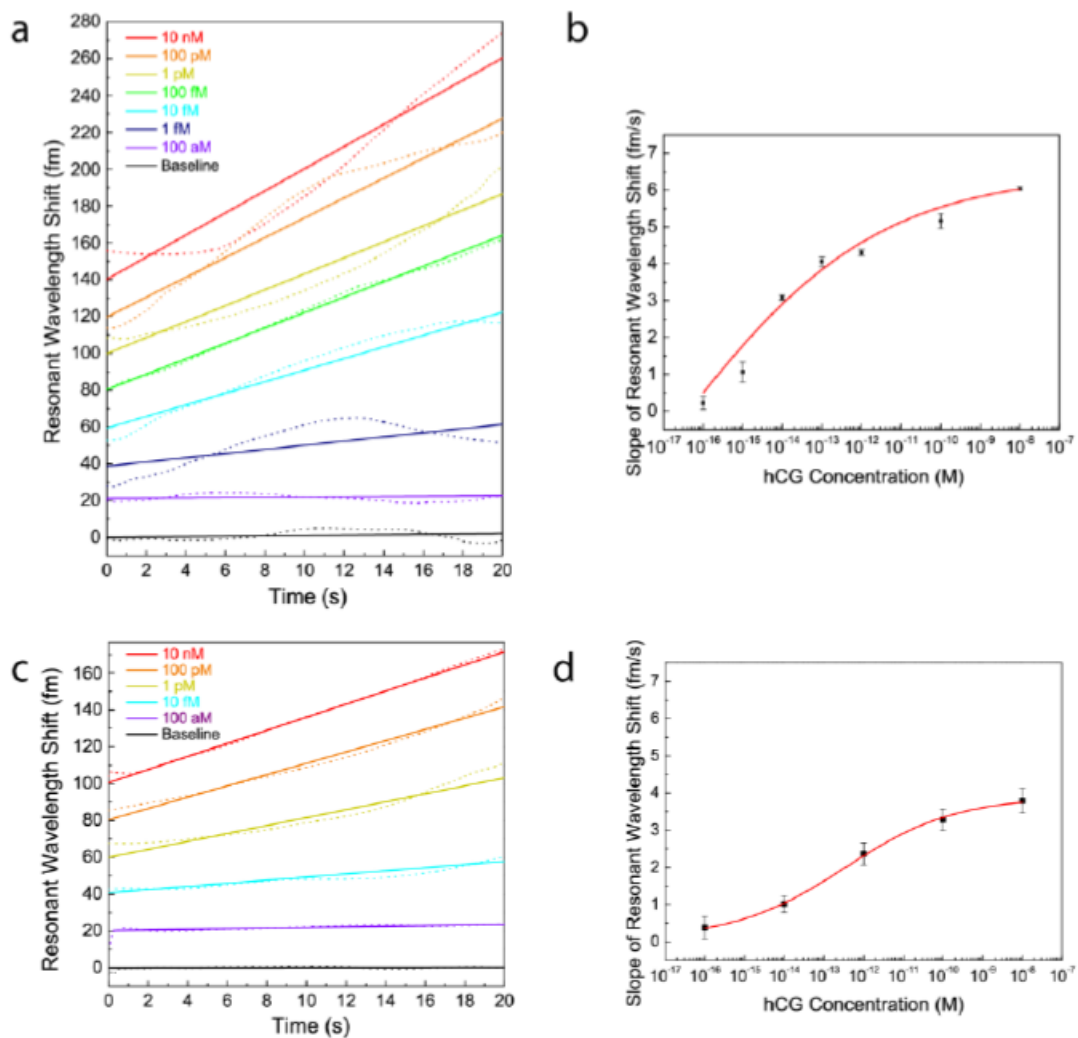 a
Resonant Wavelength Shift (fm)
280
260
240
220
200
180
160
140
120
100
80
60
40
20
0
10 nM
100 pM
1 pM
100 fM
10 fM
1 fM
100 aM
Baseline
0 2 4 6 8 10 12 14 16 18 20
Time (s)
b
Slope of Resonant Wavelength Shift (fm/s)
7
6
5
4
3
2
1
0
10⁻¹⁷ 10⁻¹⁶ 10⁻¹⁵ 10⁻¹⁴ 10⁻¹³ 10⁻¹² 10⁻¹¹ 10⁻¹⁰ 10⁻⁹ 10⁻⁸ 10⁻⁷
hCG Concentration (M)
c
Resonant Wavelength Shift (fm)
160
140
120
100
80
60
40
20
0
10 nM
100 pM
1 pM
10 fM
100 aM
Baseline
0 2 4 6 8 10 12 14 16 18 20
Time (s)
d
Slope of Resonant Wavelength Shift (fm/s)
7
6
5
4
3
2
1
0
10⁻¹⁷ 10⁻¹⁶ 10⁻¹⁵ 10⁻¹⁴ 10⁻¹³ 10⁻¹² 10⁻¹¹ 10⁻¹⁰ 10⁻⁹ 10⁻⁸ 10⁻⁷
hCG Concentration (M)